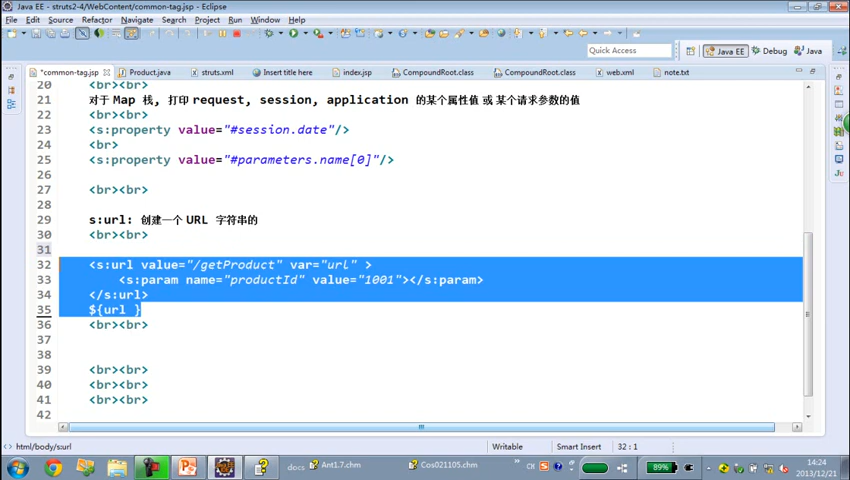 Java EE - struts2-4/WebContent/common-tag.jsp - Eclipse
File Edit Source Refactor Navigate Search Project Run Window Help
Quick Access Java EE Debug Java
*common-tag.jsp Product.java struts.xml Insert title here index.jsp CompoundRoot.class CompoundRoot.class web.xml note.txt
20 <br><br>
21 对于 Map 栈, 打印 request, session, application 的某个属性值 或 某个请求参数的值
22 <br><br>
23 <s:property value="#session.date"/>
24 <br>
25 <s:property value="#parameters.name[0]"/>
26
27 <br><br>
28
29 s:url: 创建一个 URL 字符串的
30 <br><br>
31
32 <s:url value="/getProduct" var="url" >
33 <s:param name="productId" value="1001"></s:param>
34 </s:url>
35 ${url }
36 <br><br>
37
38
39 <br><br>
40 <br><br>
41 <br><br>
42
html/body/s:url Writable Smart Insert 32 : 1
docs Ant1.7.chm Cos021105.chm » CH 89% 14:24
2013/12/21